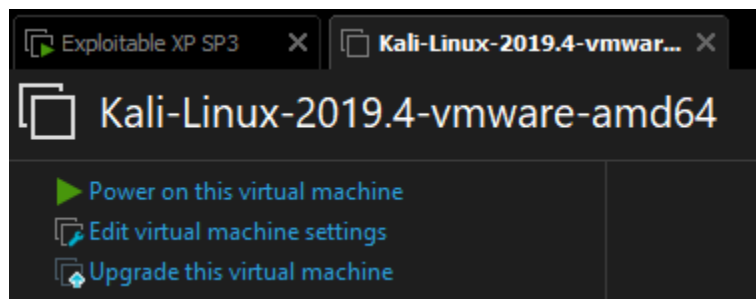 Exploitable XP SP3 Kali-Linux-2019.4-vmwar...
Kali-Linux-2019.4-vmware-amd64
Power on this virtual machine
Edit virtual machine settings
Upgrade this virtual machine